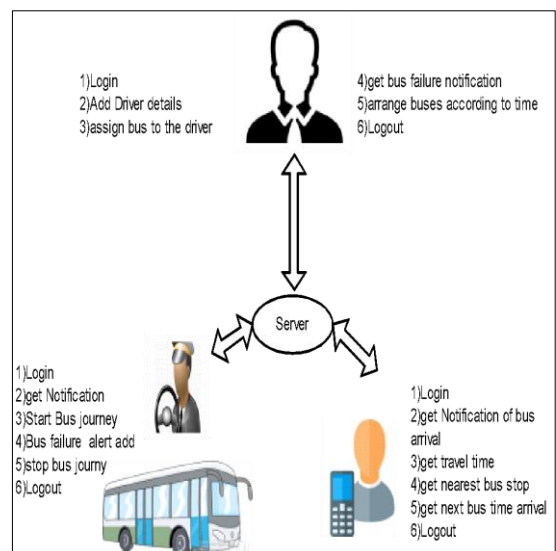 1)Login
2)Add Driver details
3)assign bus to the driver
4)get bus failure notification
5)arrange buses according to time
6)Logout
Server
1)Login
2)get Notification
3)Start Bus journey
4)Bus failure alert add
5)stop bus journy
6)Logout
1)Login
2)get Notification of bus
arrival
3)get travel time
4)get nearest bus stop
5)get next bus time arrival
6)Logout